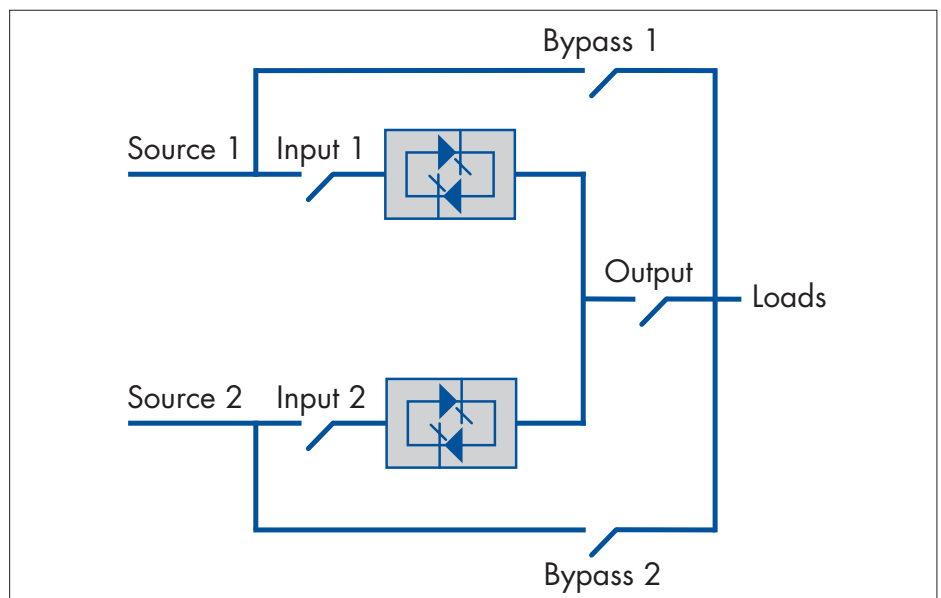 Bypass 1
Source 1
Input 1
Output
Loads
Source 2
Input 2
Bypass 2